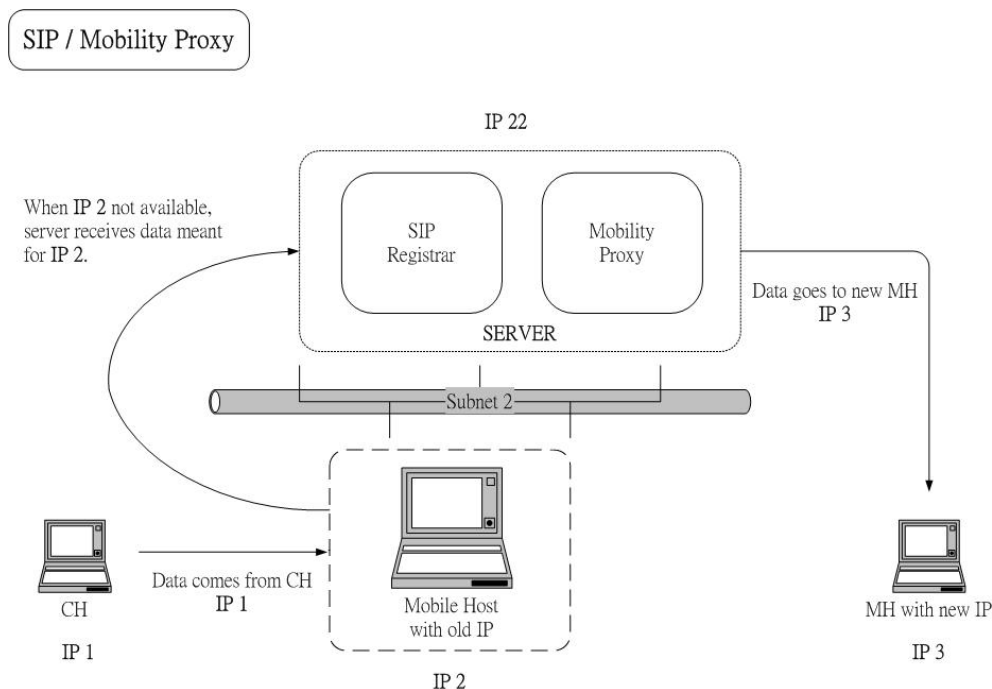 SIP / Mobility Proxy
IP 22
When IP 2 not available,
server receives data meant
for IP 2.
SIP
Registrar
Mobility
Proxy
SERVER
Data goes to new MH
IP 3
Subnet 2
Data comes from CH
IP 1
CH
IP 1
Mobile Host
with old IP
IP 2
MH with new IP
IP 3